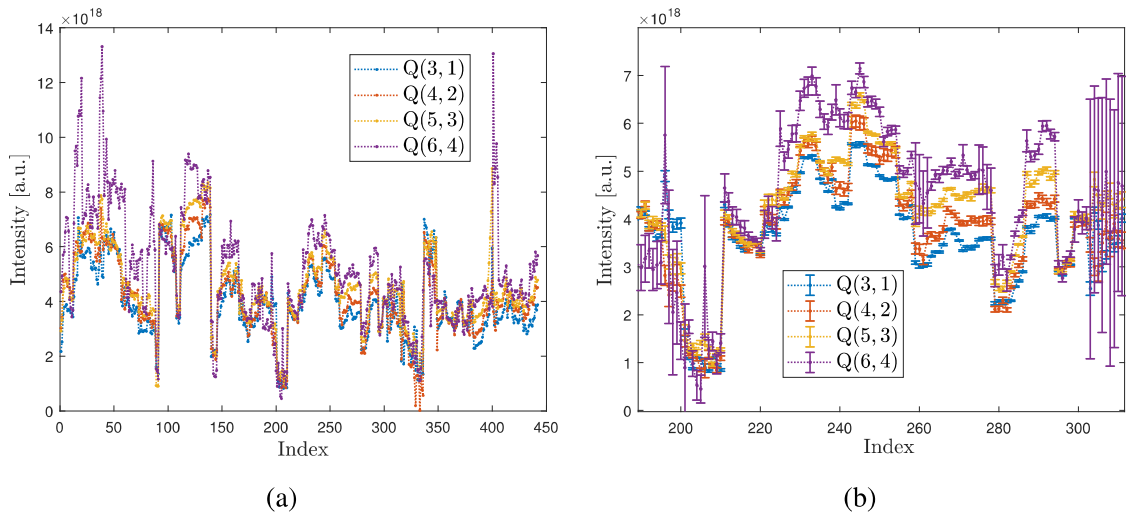 ×10^18
14
12
10
8
6
4
2
0
0 50 100 150 200 250 300 350 400 450
Intensity [a.u.]
Index
Q(3, 1)
Q(4, 2)
Q(5, 3)
Q(6, 4)
(a)
×10^18
7
6
5
4
3
2
1
0
200 220 240 260 280 300
Intensity [a.u.]
Index
Q(3, 1)
Q(4, 2)
Q(5, 3)
Q(6, 4)
(b)